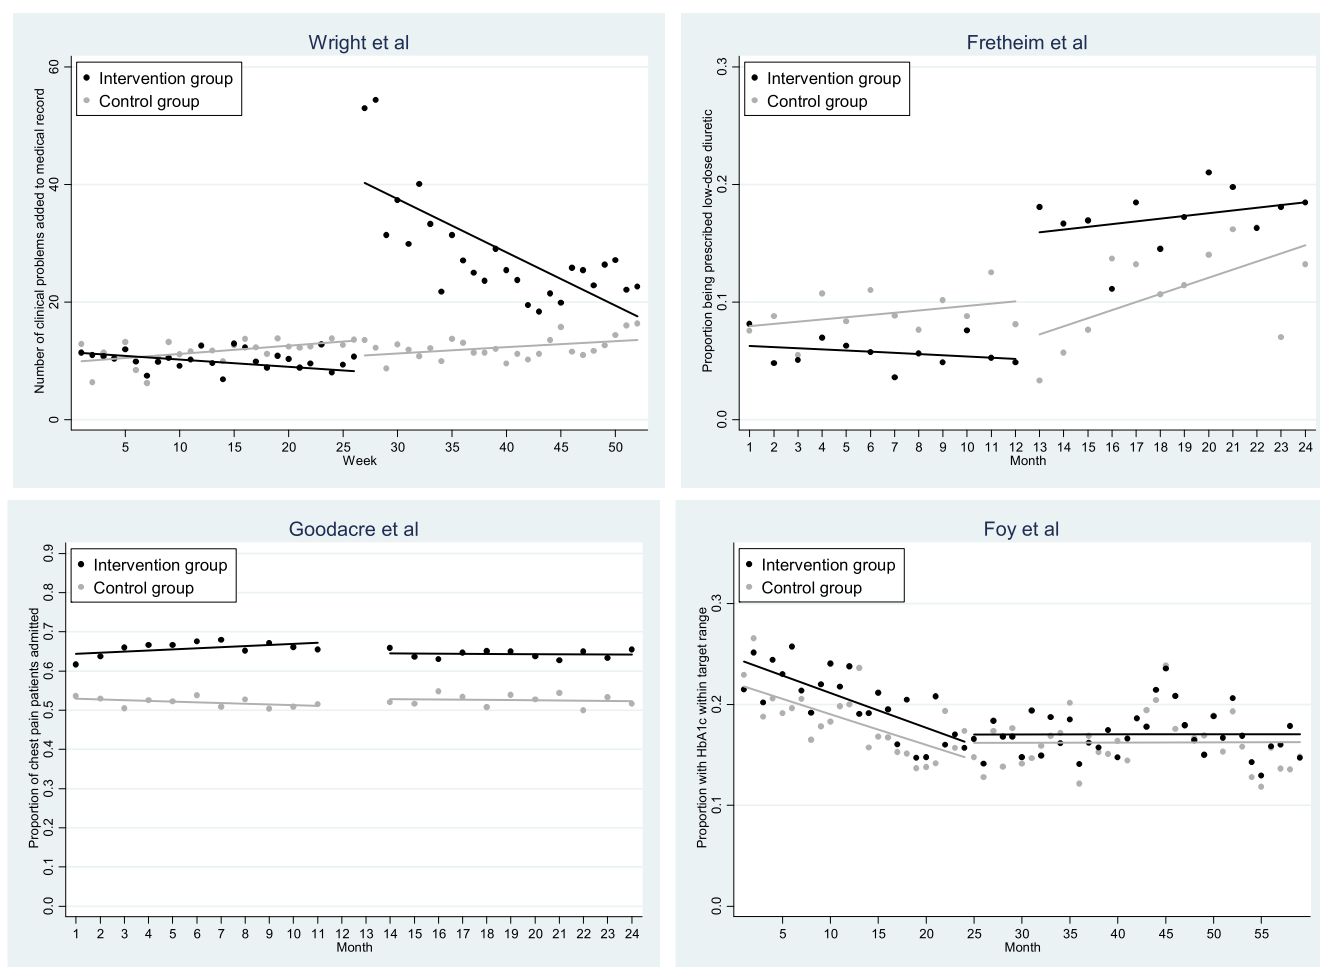 Wright et al
Intervention group
Control group
Number of clinical problems added to medical record
60
40
20
0
5 10 15 20 25 30 35 40 45 50
Week
Fretheim et al
Intervention group
Control group
Proportion being prescribed low-dose diuretic
0.3
0.2
0.1
0.0
1 2 3 4 5 6 7 8 9 10 11 12 13 14 15 16 17 18 19 20 21 22 23 24
Month
Goodacre et al
Intervention group
Control group
Proportion of chest pain patients admitted
0.9
0.8
0.7
0.6
0.5
0.4
0.3
0.2
0.1
0.0
1 2 3 4 5 6 7 8 9 10 11 12 13 14 15 16 17 18 19 20 21 22 23 24
Month
Foy et al
Intervention group
Control group
Proportion with HbA1c within target range
0.3
0.2
0.1
0.0
5 10 15 20 25 30 35 40 45 50 55
Month